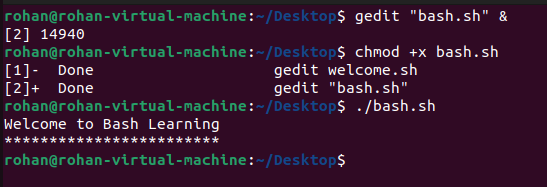 rohan@rohan-virtual-machine:~/Desktop$ gedit "bash.sh" &
[2] 14940
rohan@rohan-virtual-machine:~/Desktop$ chmod +x bash.sh
[1]-  Done                    gedit welcome.sh
[2]+  Done                    gedit "bash.sh"
rohan@rohan-virtual-machine:~/Desktop$ ./bash.sh
Welcome to Bash Learning
************************
rohan@rohan-virtual-machine:~/Desktop$